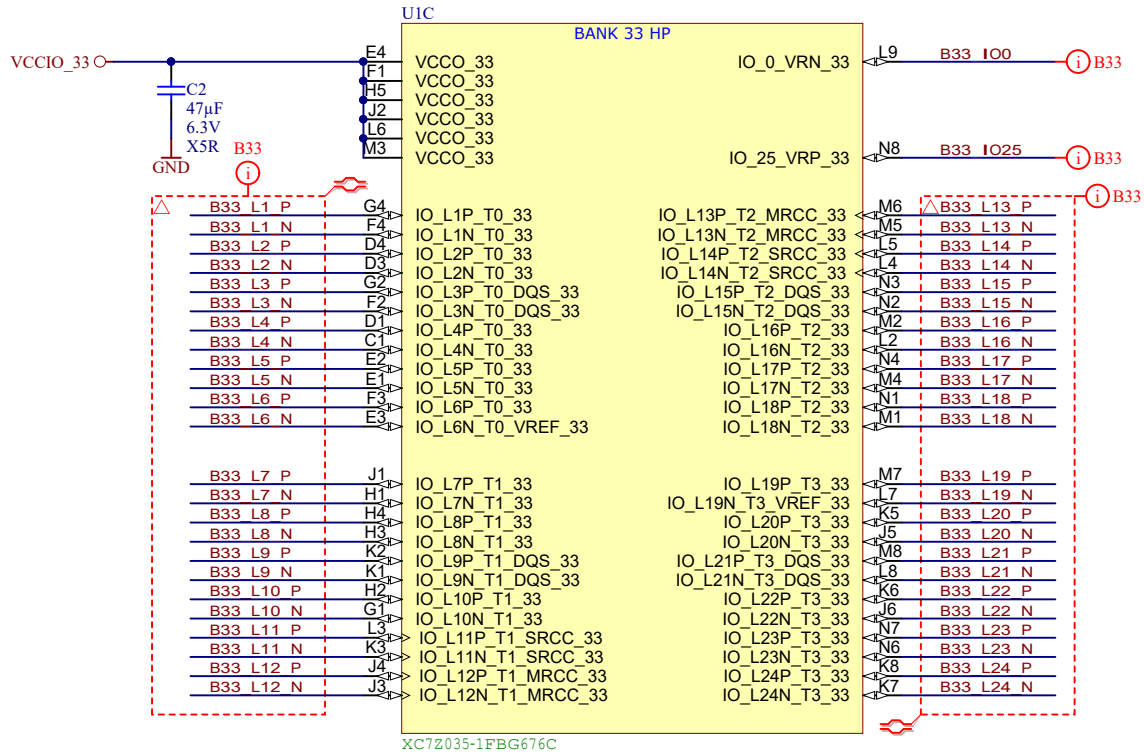 U1C
BANK 33 HP
VCCIO_33 E4 VCCO_33 IO_0_VRN_33 L9 B33_IO0 i B33
F1 VCCO_33
H5 VCCO_33
C2 J2 VCCO_33
47µF L6 VCCO_33
6.3V M3 VCCO_33 IO_25_VRP_33 N8 B33_IO25 i B33
X5R
GND
B33
i
i B33
B33_L1_P G4 IO_L1P_T0_33 IO_L13P_T2_MRCC_33 M6 B33_L13_P
B33_L1_N F4 IO_L1N_T0_33 IO_L13N_T2_MRCC_33 M5 B33_L13_N
B33_L2_P D4 IO_L2P_T0_33 IO_L14P_T2_SRCC_33 L5 B33_L14_P
B33_L2_N D3 IO_L2N_T0_33 IO_L14N_T2_SRCC_33 L4 B33_L14_N
B33_L3_P G2 IO_L3P_T0_DQS_33 IO_L15P_T2_DQS_33 N3 B33_L15_P
B33_L3_N F2 IO_L3N_T0_DQS_33 IO_L15N_T2_DQS_33 N2 B33_L15_N
B33_L4_P D1 IO_L4P_T0_33 IO_L16P_T2_33 M2 B33_L16_P
B33_L4_N C1 IO_L4N_T0_33 IO_L16N_T2_33 L2 B33_L16_N
B33_L5_P E2 IO_L5P_T0_33 IO_L17P_T2_33 N4 B33_L17_P
B33_L5_N E1 IO_L5N_T0_33 IO_L17N_T2_33 M4 B33_L17_N
B33_L6_P F3 IO_L6P_T0_33 IO_L18P_T2_33 N1 B33_L18_P
B33_L6_N E3 IO_L6N_T0_VREF_33 IO_L18N_T2_33 M1 B33_L18_N
B33_L7_P J1 IO_L7P_T1_33 IO_L19P_T3_33 M7 B33_L19_P
B33_L7_N H1 IO_L7N_T1_33 IO_L19N_T3_VREF_33 L7 B33_L19_N
B33_L8_P H4 IO_L8P_T1_33 IO_L20P_T3_33 K5 B33_L20_P
B33_L8_N H3 IO_L8N_T1_33 IO_L20N_T3_33 J5 B33_L20_N
B33_L9_P K2 IO_L9P_T1_DQS_33 IO_L21P_T3_DQS_33 M8 B33_L21_P
B33_L9_N K1 IO_L9N_T1_DQS_33 IO_L21N_T3_DQS_33 L8 B33_L21_N
B33_L10_P H2 IO_L10P_T1_33 IO_L22P_T3_33 K6 B33_L22_P
B33_L10_N G1 IO_L10N_T1_33 IO_L22N_T3_33 J6 B33_L22_N
B33_L11_P L3 IO_L11P_T1_SRCC_33 IO_L23P_T3_33 N7 B33_L23_P
B33_L11_N K3 IO_L11N_T1_SRCC_33 IO_L23N_T3_33 N6 B33_L23_N
B33_L12_P J4 IO_L12P_T1_MRCC_33 IO_L24P_T3_33 K8 B33_L24_P
B33_L12_N J3 IO_L12N_T1_MRCC_33 IO_L24N_T3_33 K7 B33_L24_N
XC7Z035-1FBG676C